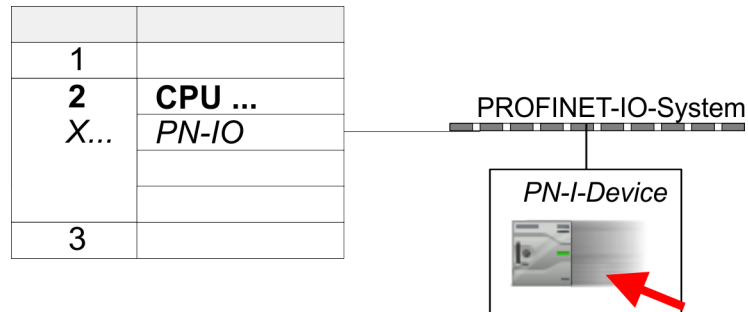 1
2 CPU ...
X... PN-IO
3
PROFINET-IO-System
PN-I-Device